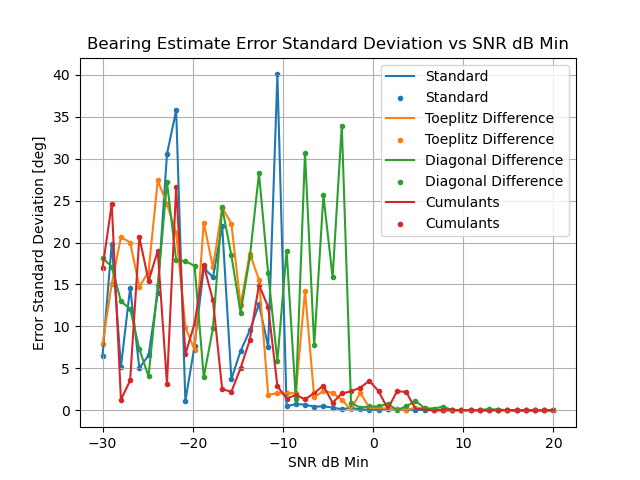 Bearing Estimate Error Standard Deviation vs SNR dB Min
Standard
Standard
Toeplitz Difference
Toeplitz Difference
Diagonal Difference
Diagonal Difference
Cumulants
Cumulants
Error Standard Deviation [deg]
40
35
30
25
20
15
10
5
0
−30
−20
−10
0
10
20
SNR dB Min